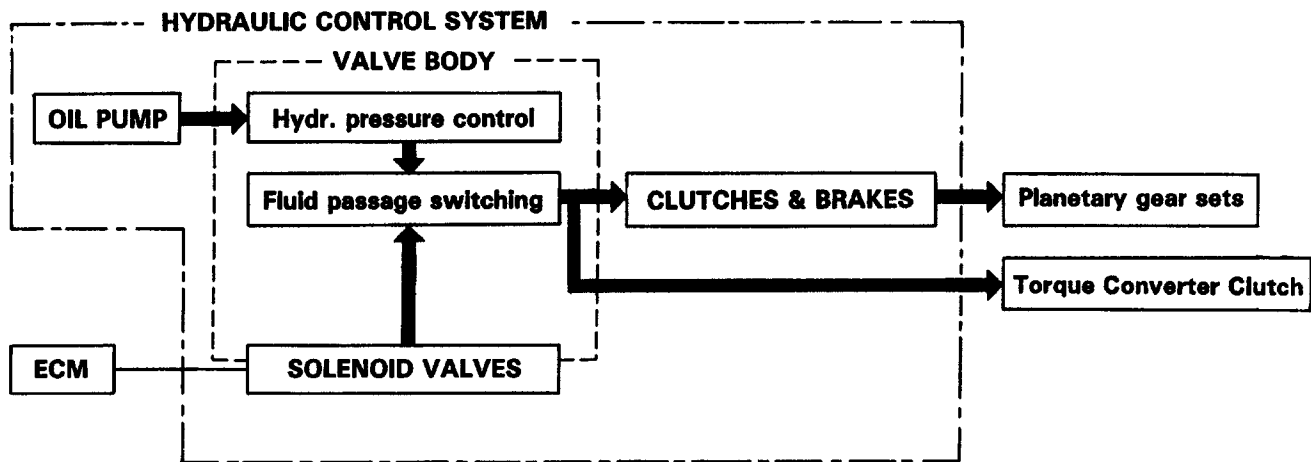 HYDRAULIC CONTROL SYSTEM
VALVE BODY
OIL PUMP
Hydr. pressure control
Fluid passage switching
CLUTCHES & BRAKES
Planetary gear sets
Torque Converter Clutch
ECM
SOLENOID VALVES